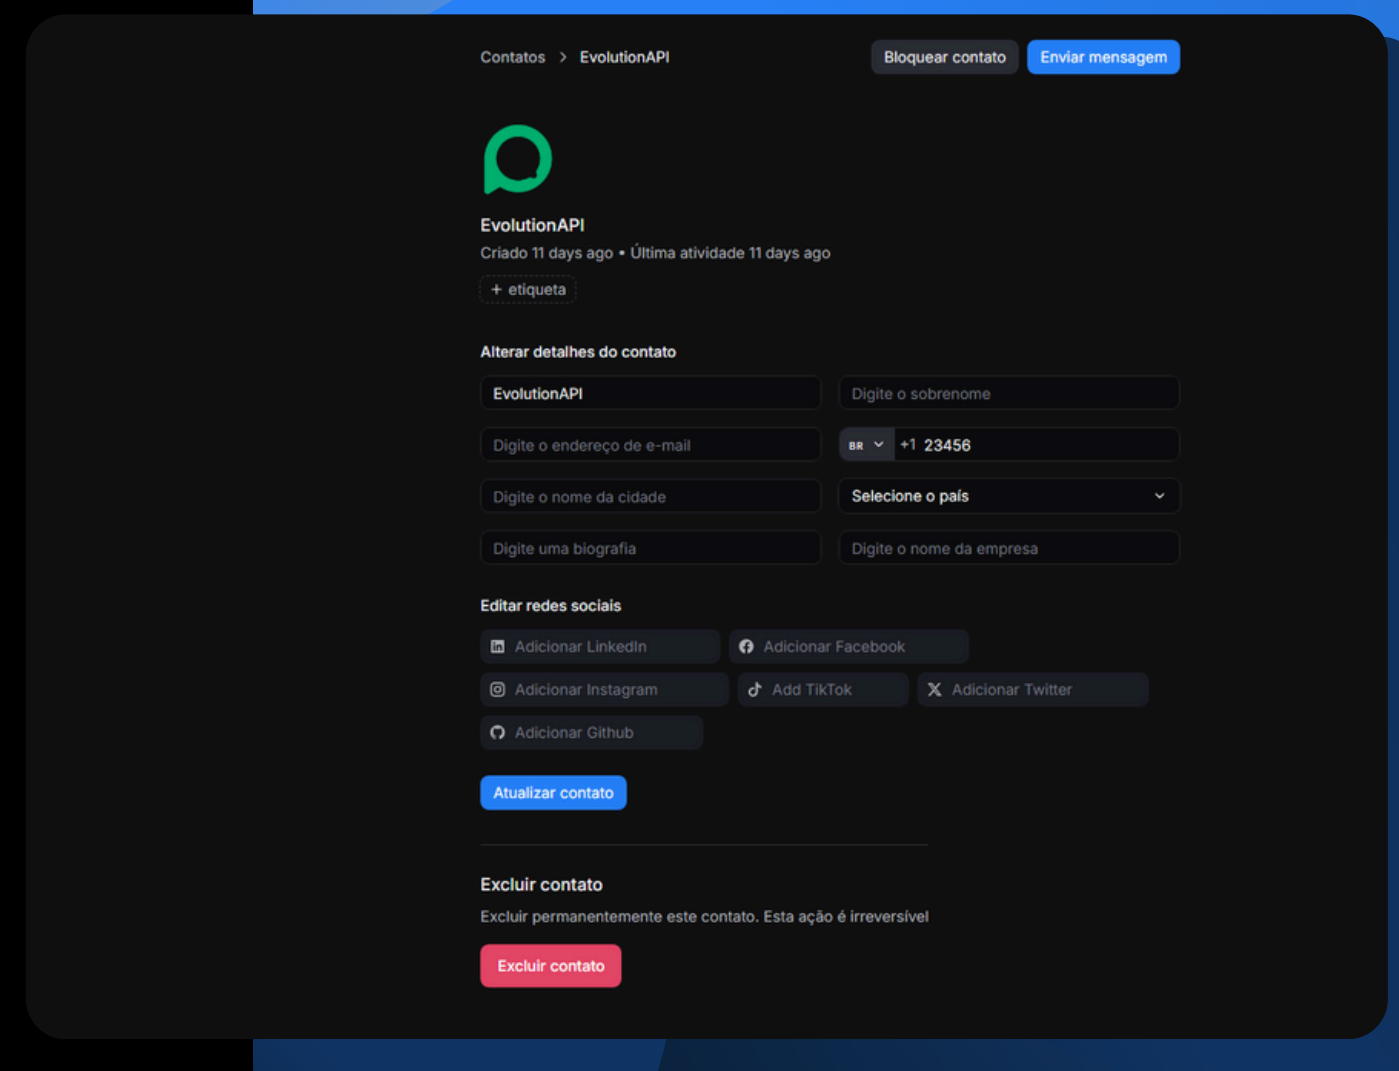 Contatos > EvolutionAPI
Bloquear contato
Enviar mensagem
EvolutionAPI
Criado 11 days ago • Última atividade 11 days ago
+ etiqueta
Alterar detalhes do contato
EvolutionAPI
Digite o sobrenome
Digite o endereço de e-mail
BR +1 23456
Digite o nome da cidade
Selecione o país
Digite uma biografia
Digite o nome da empresa
Editar redes sociais
Adicionar LinkedIn
Adicionar Facebook
Adicionar Instagram
Add TikTok
Adicionar Twitter
Adicionar Github
Atualizar contato
Excluir contato
Excluir permanentemente este contato. Esta ação é irreversível
Excluir contato